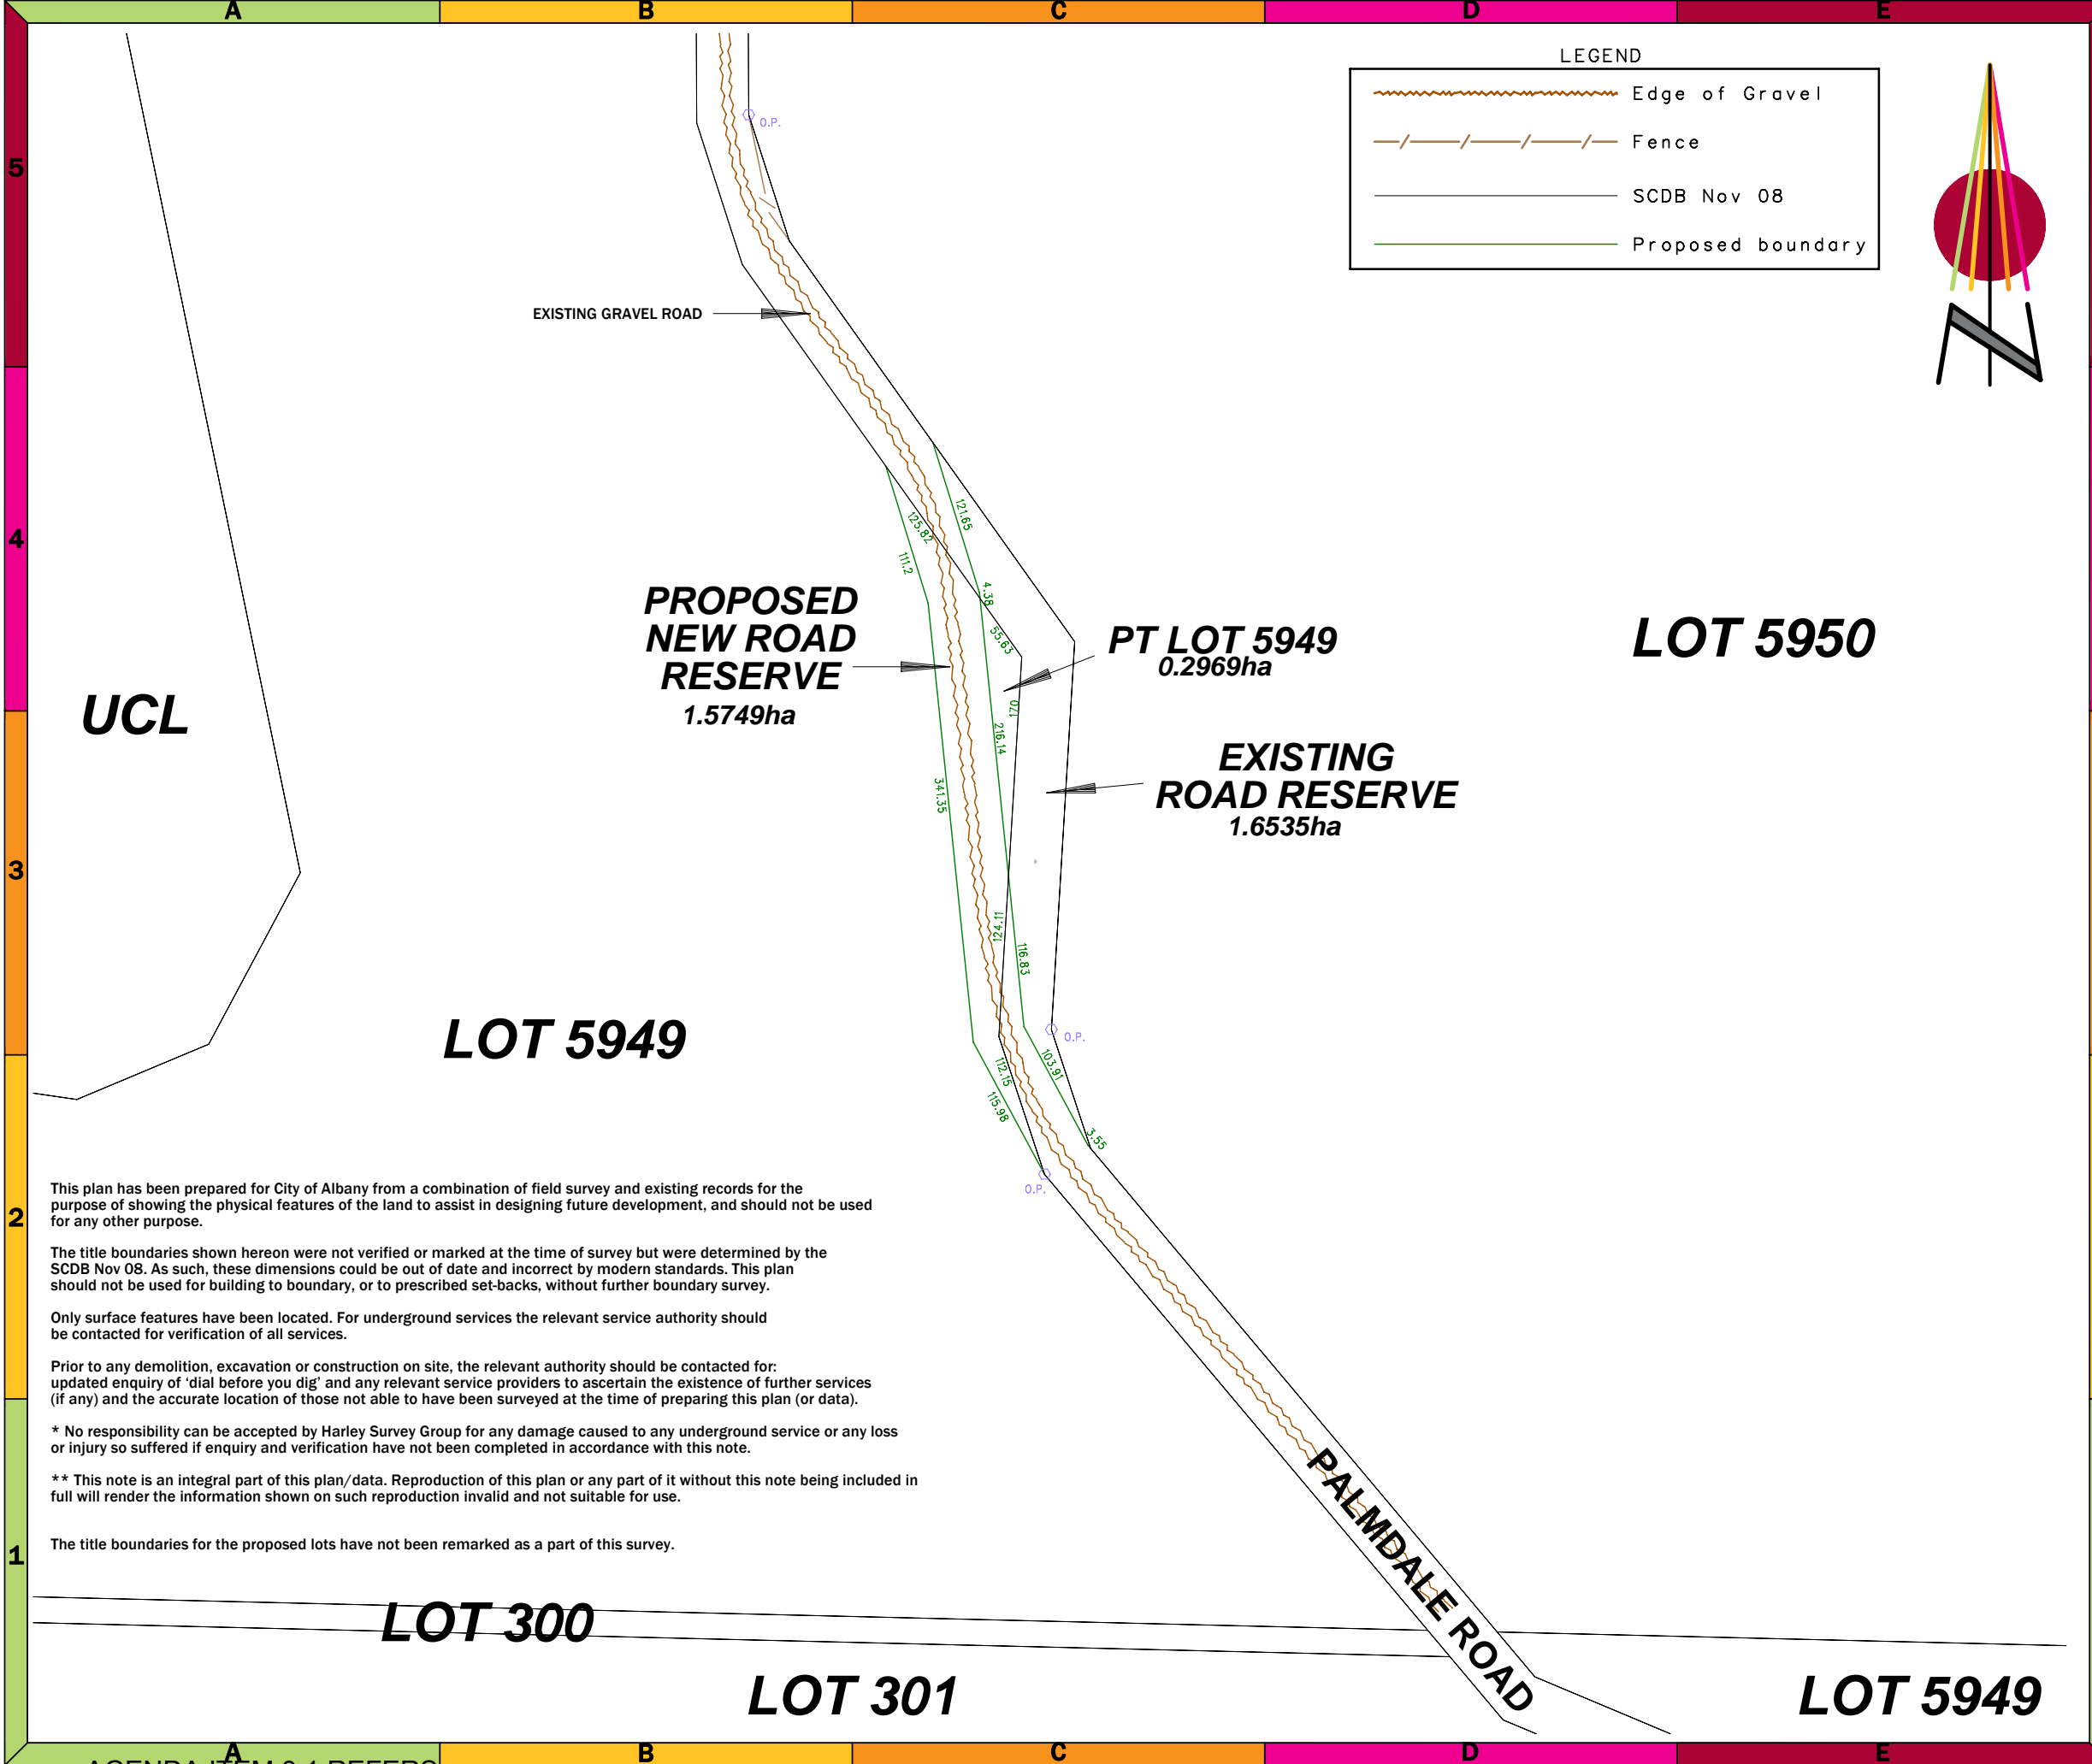 A B C D E
LEGEND
Edge of Gravel
Fence
SCDB Nov 08
Proposed boundary
5
4
3
2
1
O.P.
EXISTING GRAVEL ROAD
125.82
121.65
111.2
4.38
55.63
PROPOSED
NEW ROAD
RESERVE
1.5749ha
PT LOT 5949
0.2969ha
LOT 5950
UCL
170.1
216.14
341.35
EXISTING
ROAD RESERVE
1.6535ha
124.11
116.83
LOT 5949
O.P.
103.91
112.15
115.98
3.55
O.P.
This plan has been prepared for City of Albany from a combination of field survey and existing records for the
purpose of showing the physical features of the land to assist in designing future development, and should not be used
for any other purpose.
The title boundaries shown hereon were not verified or marked at the time of survey but were determined by the
SCDB Nov 08. As such, these dimensions could be out of date and incorrect by modern standards. This plan
should not be used for building to boundary, or to prescribed set-backs, without further boundary survey.
Only surface features have been located. For underground services the relevant service authority should
be contacted for verification of all services.
Prior to any demolition, excavation or construction on site, the relevant authority should be contacted for:
updated enquiry of ‘dial before you dig’ and any relevant service providers to ascertain the existence of further services
(if any) and the accurate location of those not able to have been surveyed at the time of preparing this plan (or data).
* No responsibility can be accepted by Harley Survey Group for any damage caused to any underground service or any loss
or injury so suffered if enquiry and verification have not been completed in accordance with this note.
** This note is an integral part of this plan/data. Reproduction of this plan or any part of it without this note being included in
full will render the information shown on such reproduction invalid and not suitable for use.
The title boundaries for the proposed lots have not been remarked as a part of this survey.
PALMDALE ROAD
LOT 300
LOT 301
LOT 5949
A B C D E
AGENDA ITEM REFERS